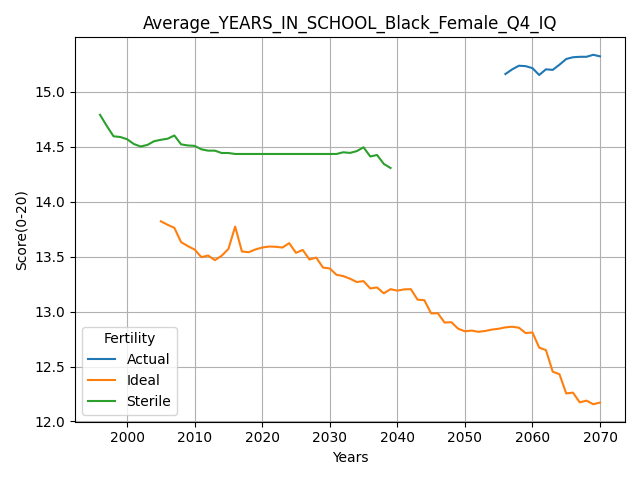 Average_YEARS_IN_SCHOOL_Black_Female_Q4_IQ
Score(0-20)
15.0
14.5
14.0
13.5
13.0
12.5
12.0
Fertility
Actual
Ideal
Sterile
2000 2010 2020 2030 2040 2050 2060 2070
Years